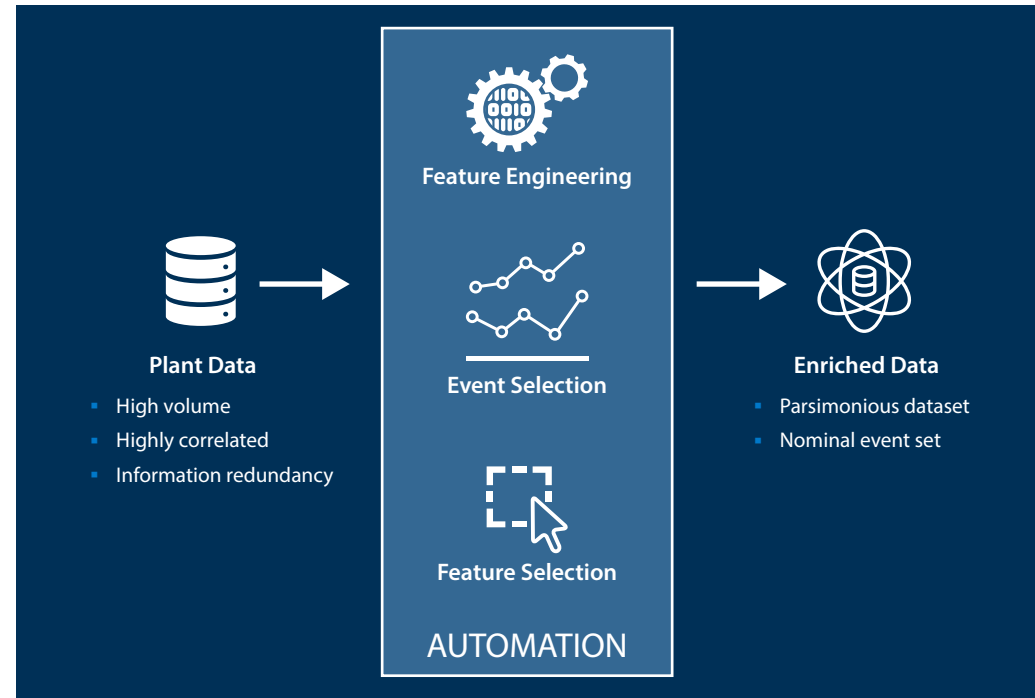 Feature Engineering
Event Selection
Feature Selection
AUTOMATION
Plant Data
High volume
Highly correlated
Information redundancy
Enriched Data
Parsimonious dataset
Nominal event set